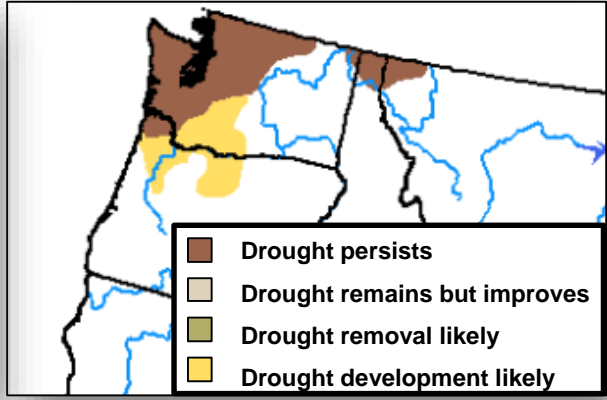 Drought persists
Drought remains but improves
Drought removal likely
Drought development likely